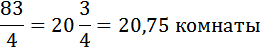 83/4 = 20 3/4 = 20,75 комнаты